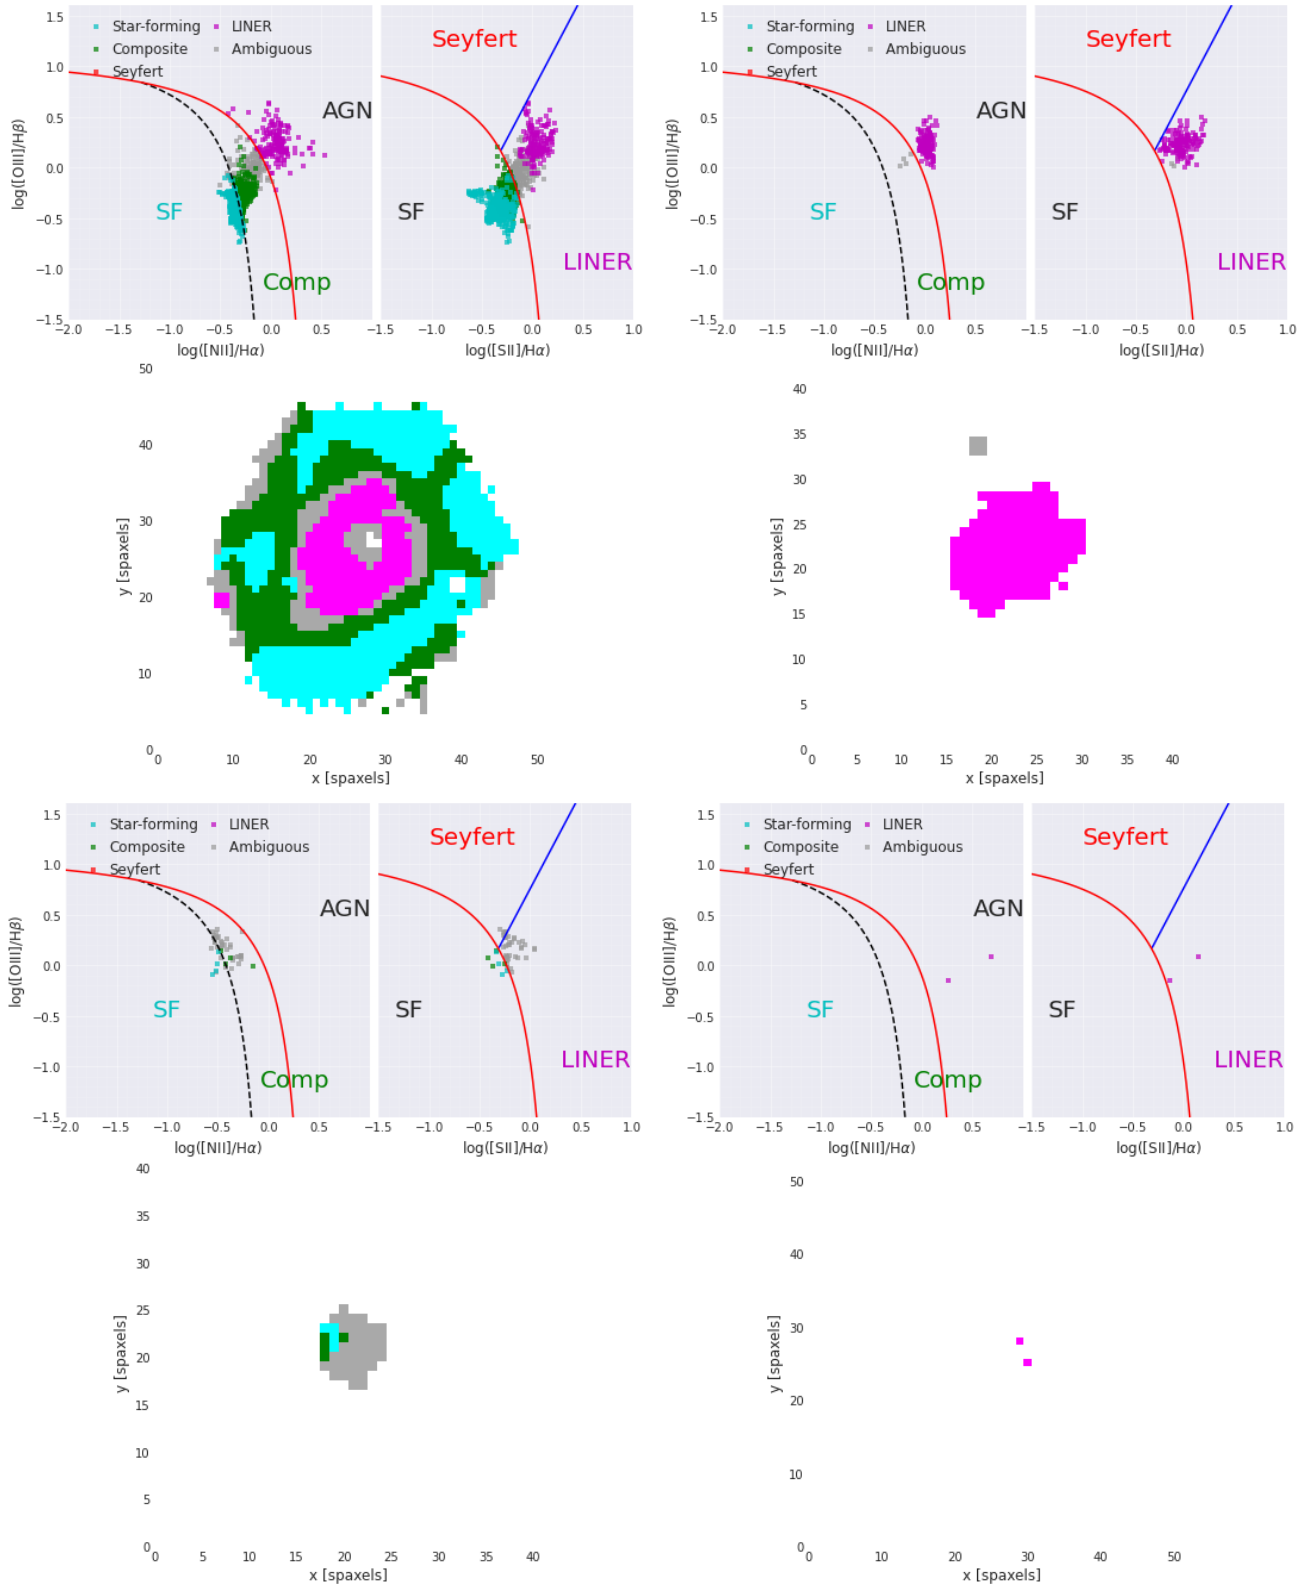 Star-forming LINER
Composite Ambiguous
Seyfert
Seyfert
AGN
SF
SF
Comp
LINER
1.5
1.0
0.5
0.0
−0.5
−1.0
−1.5
log([OIII]/Hβ)
−2.0 −1.5 −1.0 −0.5 0.0 0.5
−1.5 −1.0 −0.5 0.0 0.5 1.0
log([NII]/Hα)
log([SII]/Hα)
50
40
30
20
10
0
y [spaxels]
0 10 20 30 40 50
x [spaxels]
Star-forming LINER
Composite Ambiguous
Seyfert
Seyfert
AGN
SF
SF
Comp
LINER
1.5
1.0
0.5
0.0
−0.5
−1.0
−1.5
log([OIII]/Hβ)
−2.0 −1.5 −1.0 −0.5 0.0 0.5
−1.5 −1.0 −0.5 0.0 0.5 1.0
log([NII]/Hα)
log([SII]/Hα)
40
35
30
25
20
15
10
5
0
y [spaxels]
0 5 10 15 20 25 30 35 40
x [spaxels]
Star-forming LINER
Composite Ambiguous
Seyfert
Seyfert
AGN
SF
SF
Comp
LINER
1.5
1.0
0.5
0.0
−0.5
−1.0
−1.5
log([OIII]/Hβ)
−2.0 −1.5 −1.0 −0.5 0.0 0.5
−1.5 −1.0 −0.5 0.0 0.5 1.0
log([NII]/Hα)
log([SII]/Hα)
40
35
30
25
20
15
10
5
0
y [spaxels]
0 5 10 15 20 25 30 35 40
x [spaxels]
Star-forming LINER
Composite Ambiguous
Seyfert
Seyfert
AGN
SF
SF
Comp
LINER
1.5
1.0
0.5
0.0
−0.5
−1.0
−1.5
log([OIII]/Hβ)
−2.0 −1.5 −1.0 −0.5 0.0 0.5
−1.5 −1.0 −0.5 0.0 0.5 1.0
log([NII]/Hα)
log([SII]/Hα)
50
40
30
20
10
0
y [spaxels]
0 10 20 30 40 50
x [spaxels]